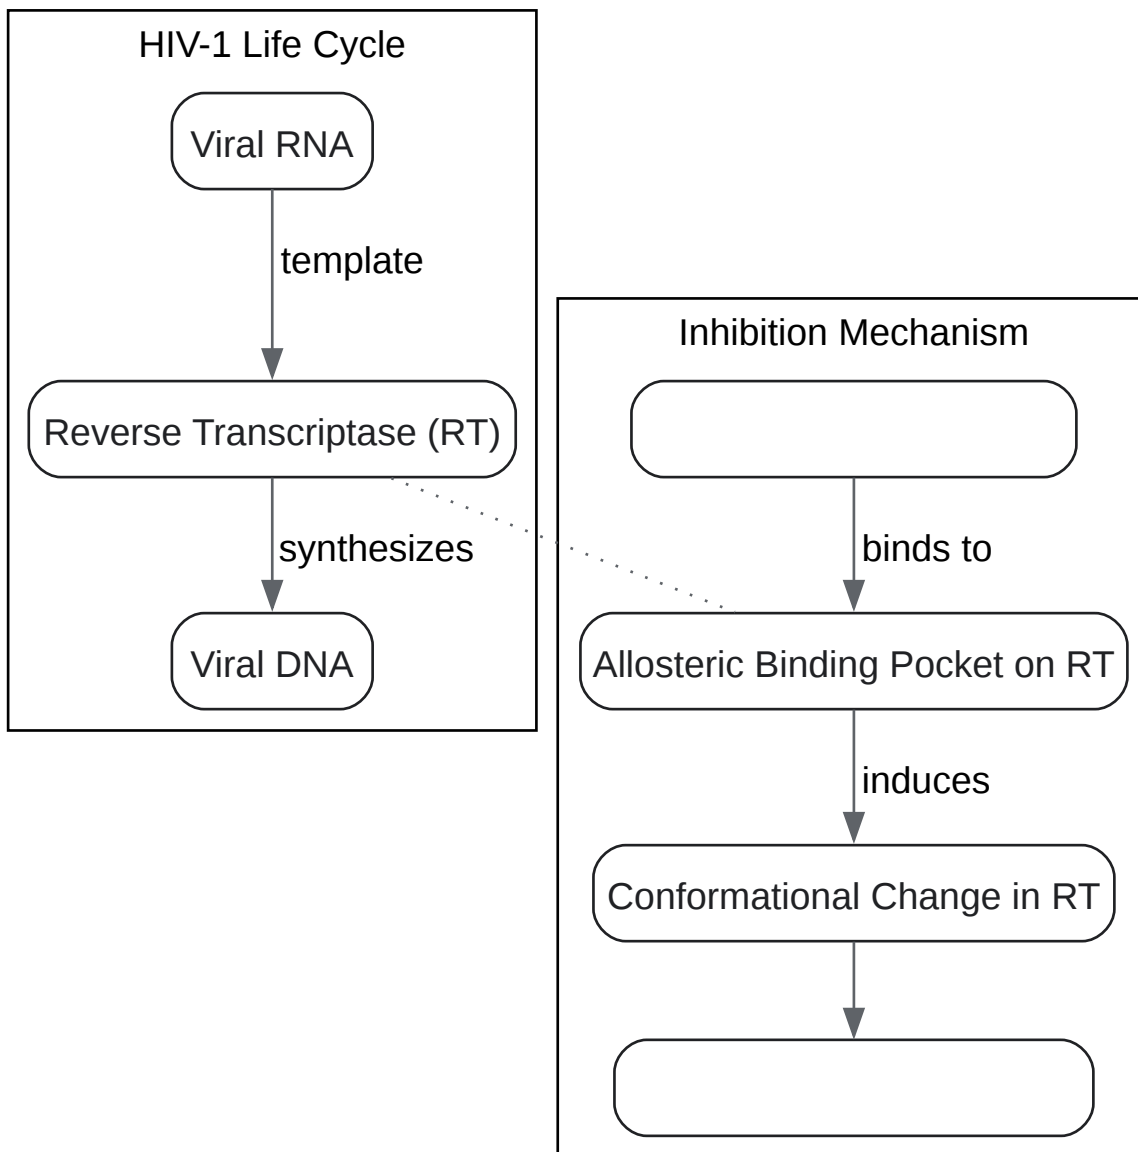 HIV-1 Life Cycle
Viral RNA
template
Reverse Transcriptase (RT)
synthesizes
Viral DNA
Inhibition Mechanism
binds to
Allosteric Binding Pocket on RT
induces
Conformational Change in RT